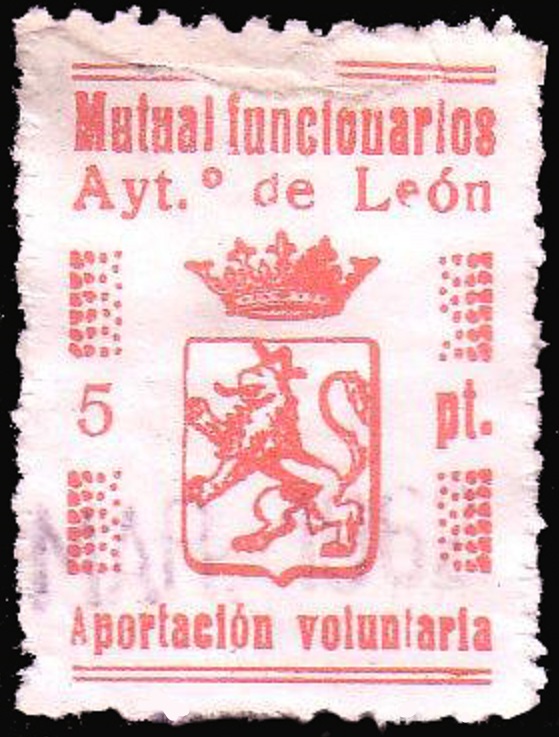 Mutual funcionarios
Ayt.º de León
5 pt.
Aportación voluntaria